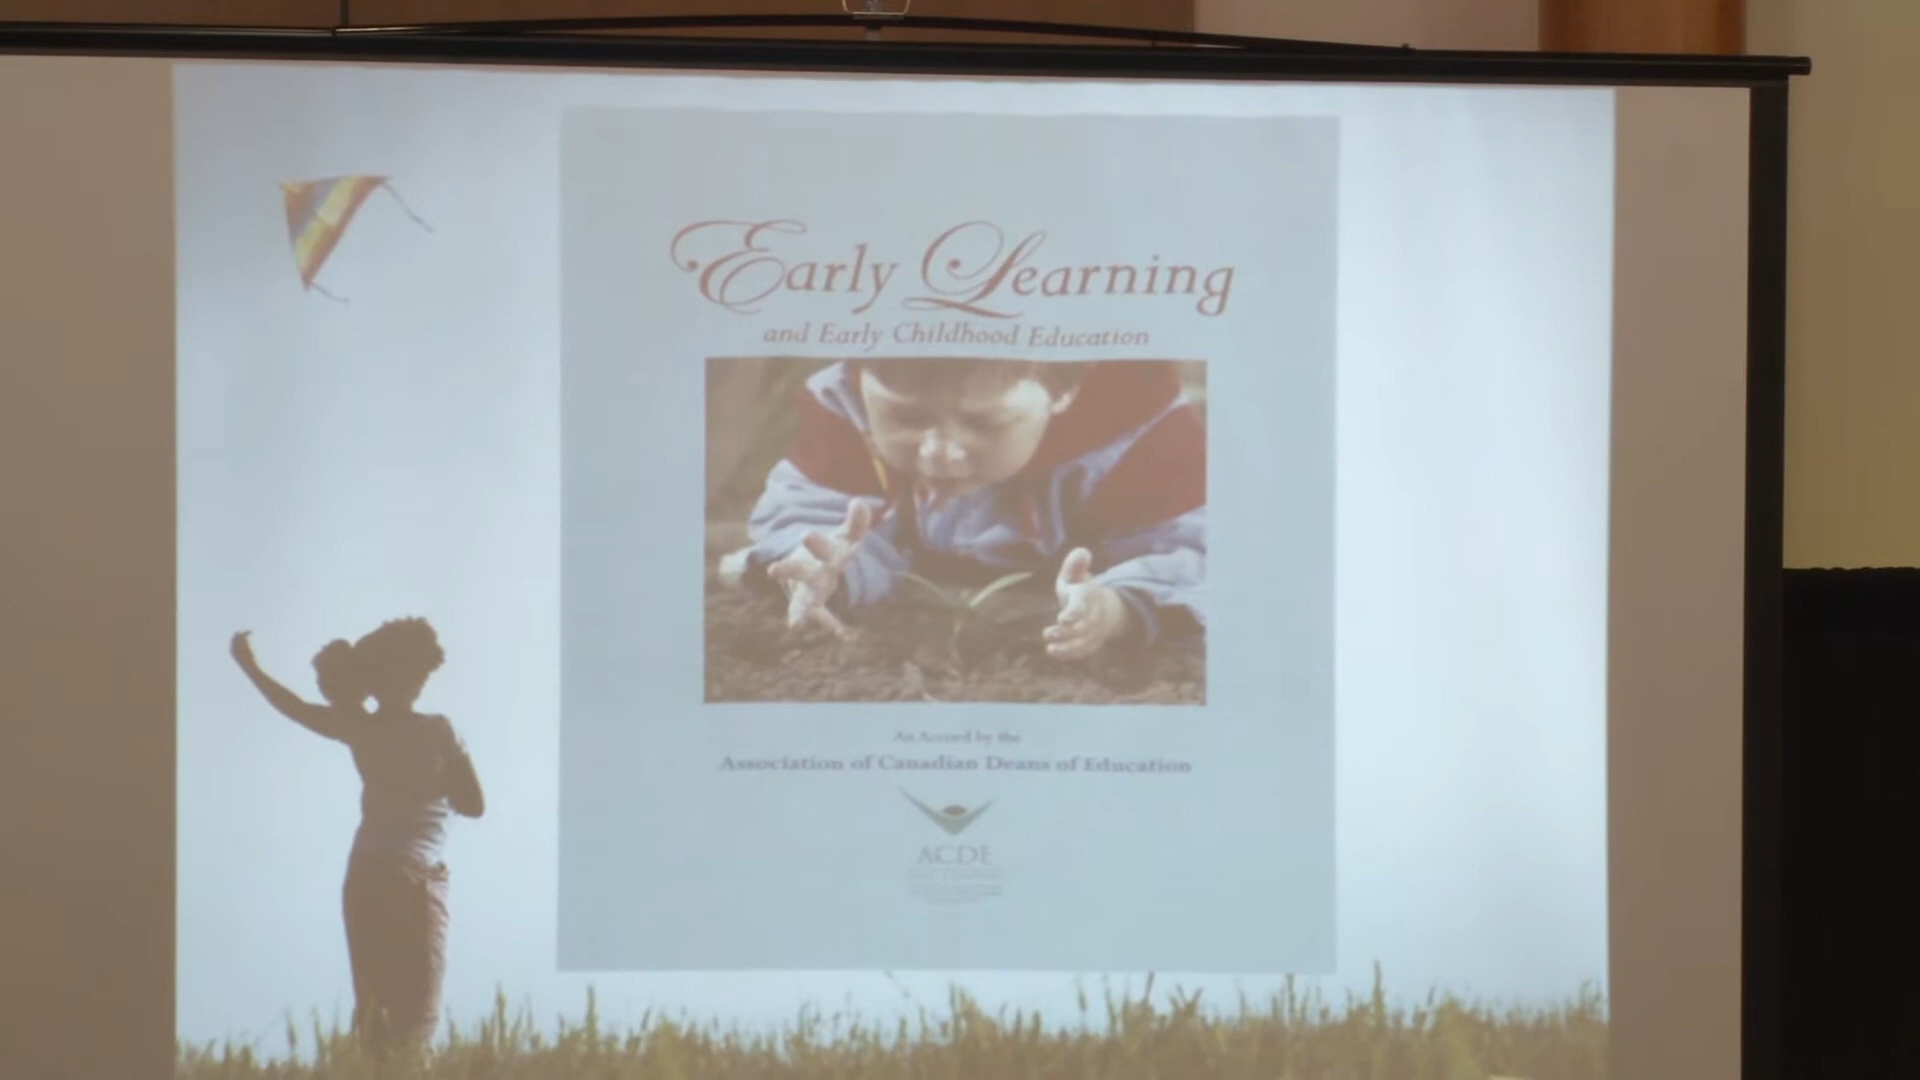 Early Learning
and Early Childhood Education
An Accord by the
Association of Canadian Deans of Education
ACDE